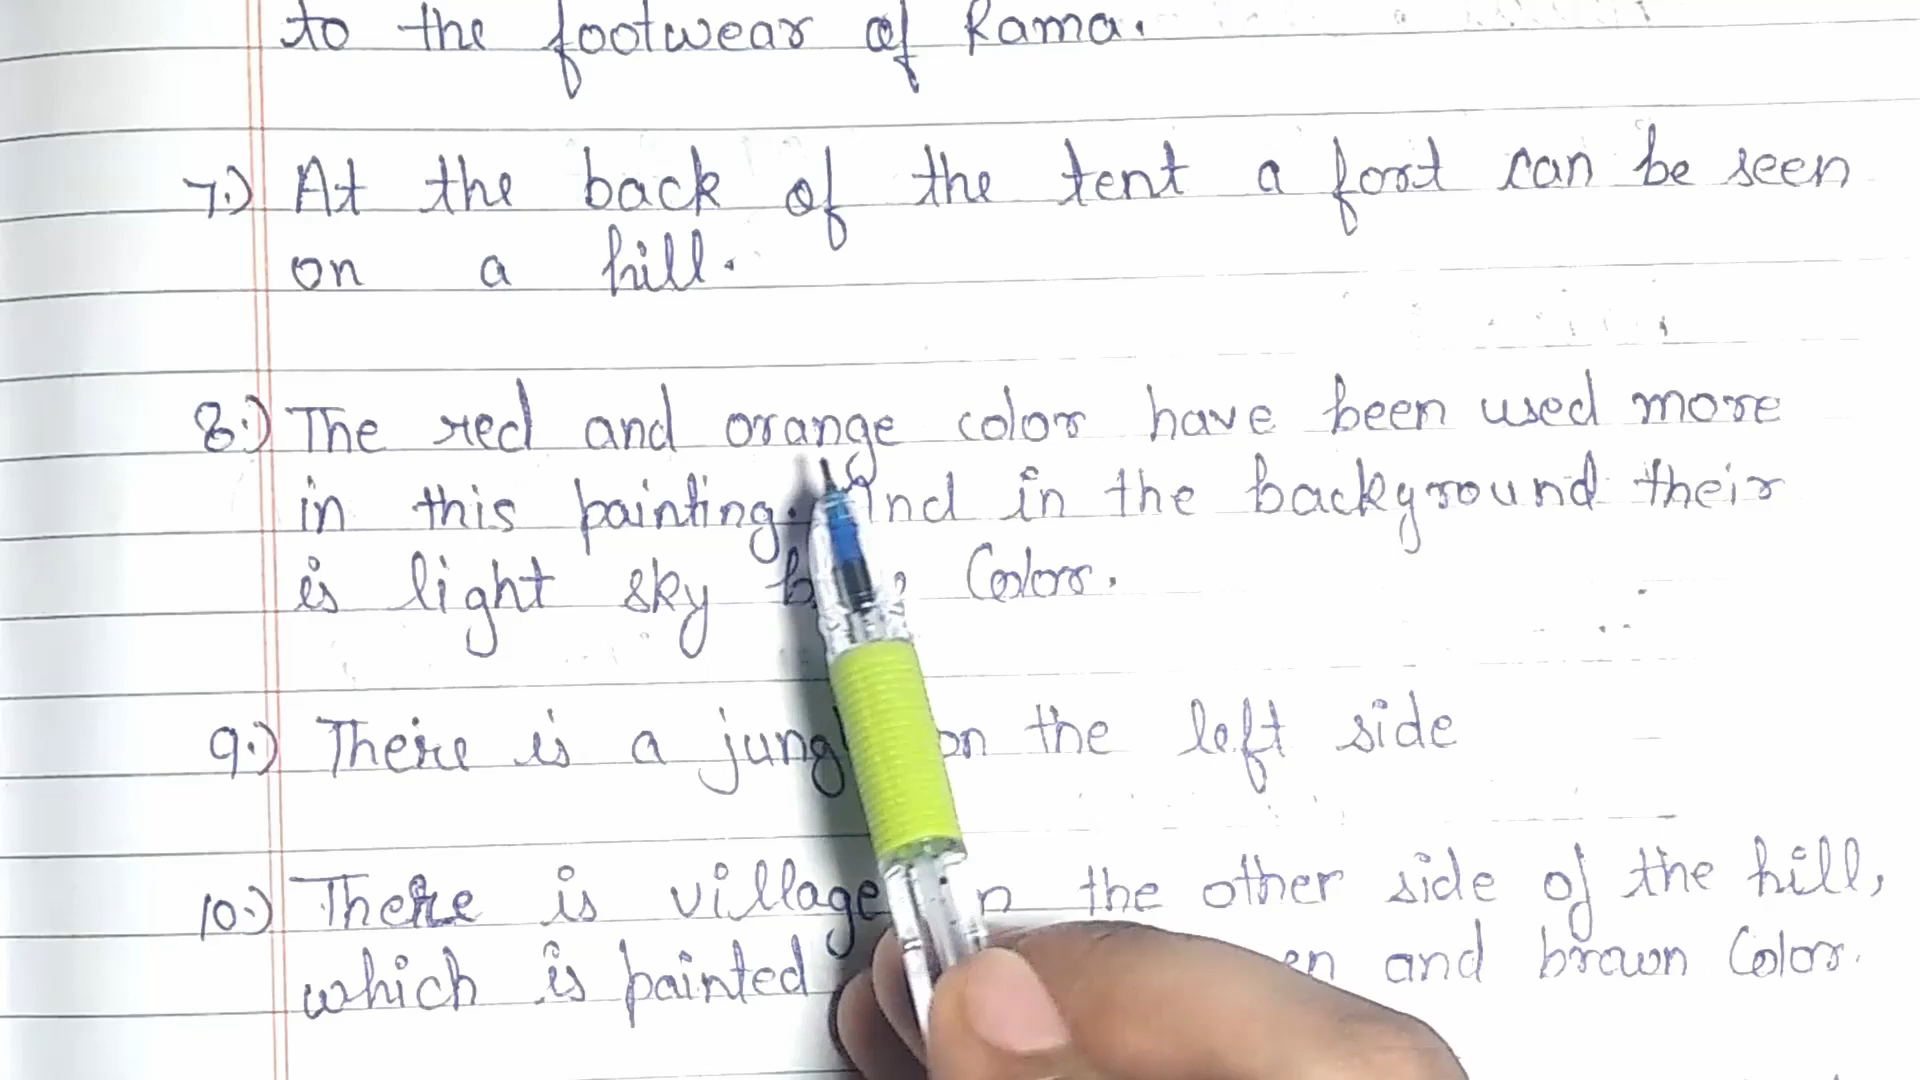 to the footwear of Rama.
7.) At the back of the tent a fort can be seen
on a hill.
8.) The red and orange color have been used more
in this painting. And in the background their
is light sky Color.
9.) There is a on the left side
10.) There is village the other side of the hill,
which is painted and brown Color.